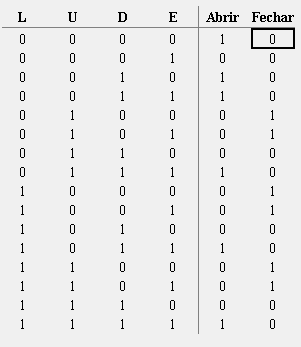 L U D E Abrir Fechar
0 0 0 0 1 0
0 0 0 1 0 0
0 0 1 0 1 0
0 0 1 1 1 0
0 1 0 0 0 1
0 1 0 1 0 1
0 1 1 0 0 0
0 1 1 1 1 0
1 0 0 0 0 1
1 0 0 1 0 1
1 0 1 0 0 0
1 0 1 1 1 0
1 1 0 0 0 1
1 1 0 1 0 1
1 1 1 0 0 0
1 1 1 1 1 0